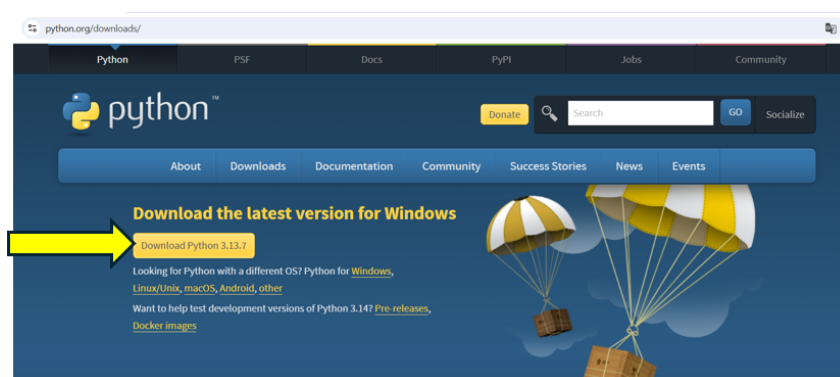 python.org/downloads/
Python PSF Docs PyPI Jobs Community
python™
Donate Search GO Socialize
About Downloads Documentation Community Success Stories News Events
Download the latest version for Windows
Download Python 3.13.7
Looking for Python with a different OS? Python for Windows,
Linux/Unix, macOS, Android, other
Want to help test development versions of Python 3.14? Pre-releases,
Docker images